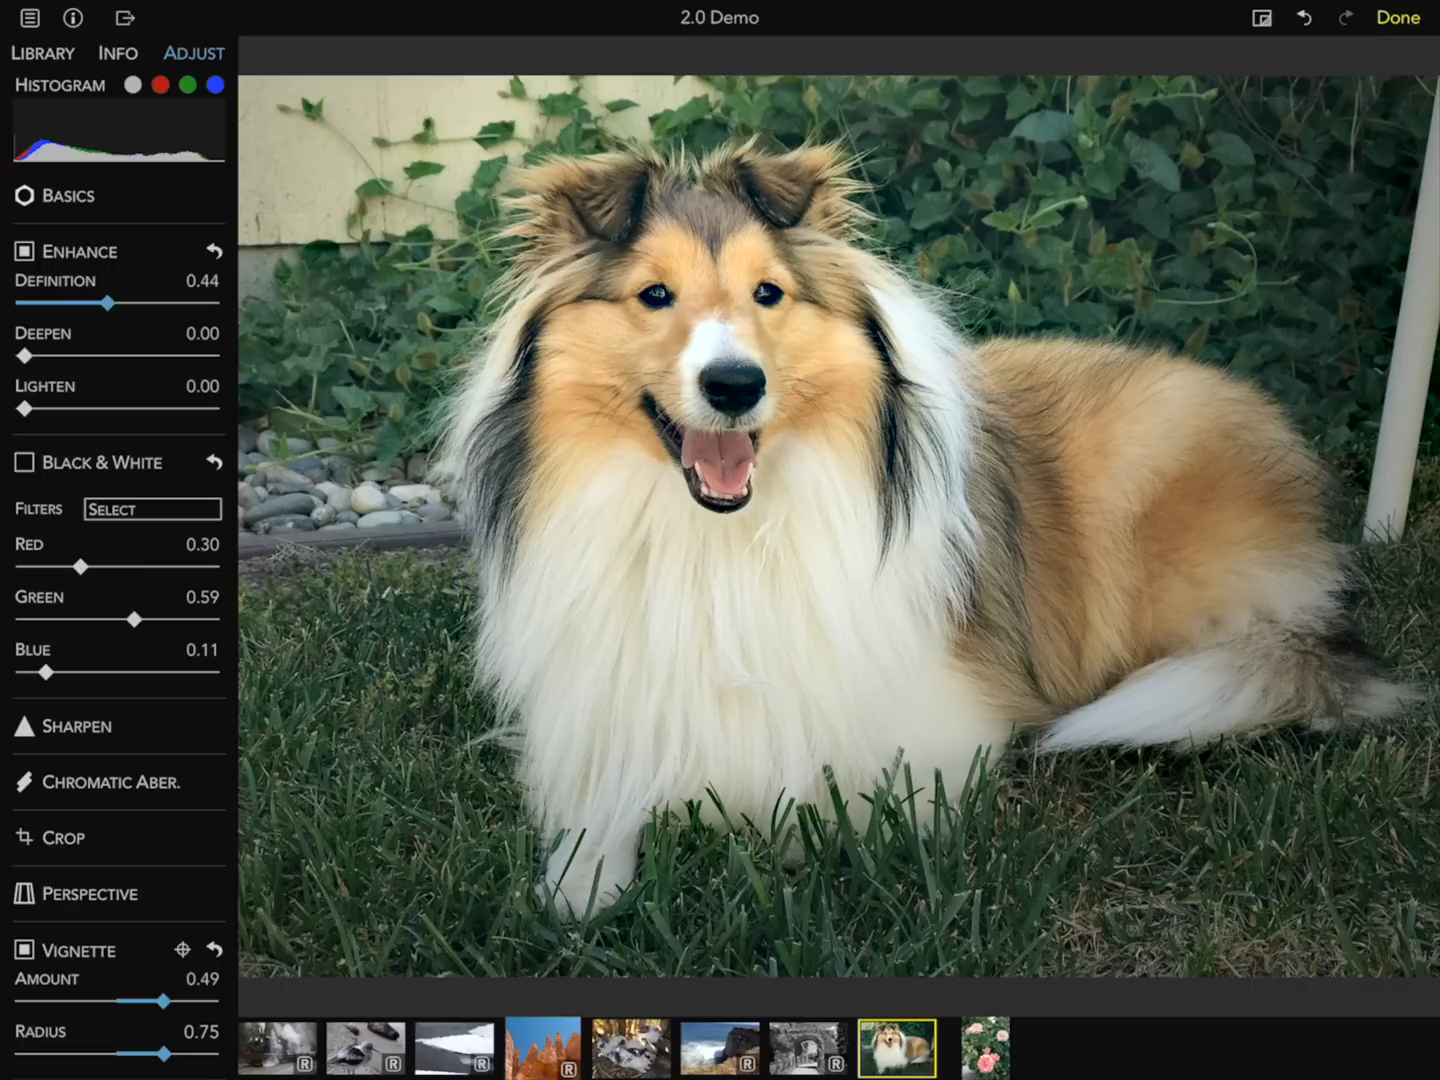 2.0 Demo
Done
LIBRARY INFO ADJUST
HISTOGRAM
BASICS
ENHANCE
DEFINITION 0.44
DEEPEN 0.00
LIGHTEN 0.00
BLACK & WHITE
FILTERS SELECT
RED 0.30
GREEN 0.59
BLUE 0.11
SHARPEN
CHROMATIC ABER.
CROP
PERSPECTIVE
VIGNETTE
AMOUNT 0.49
RADIUS 0.75
R R R R R R